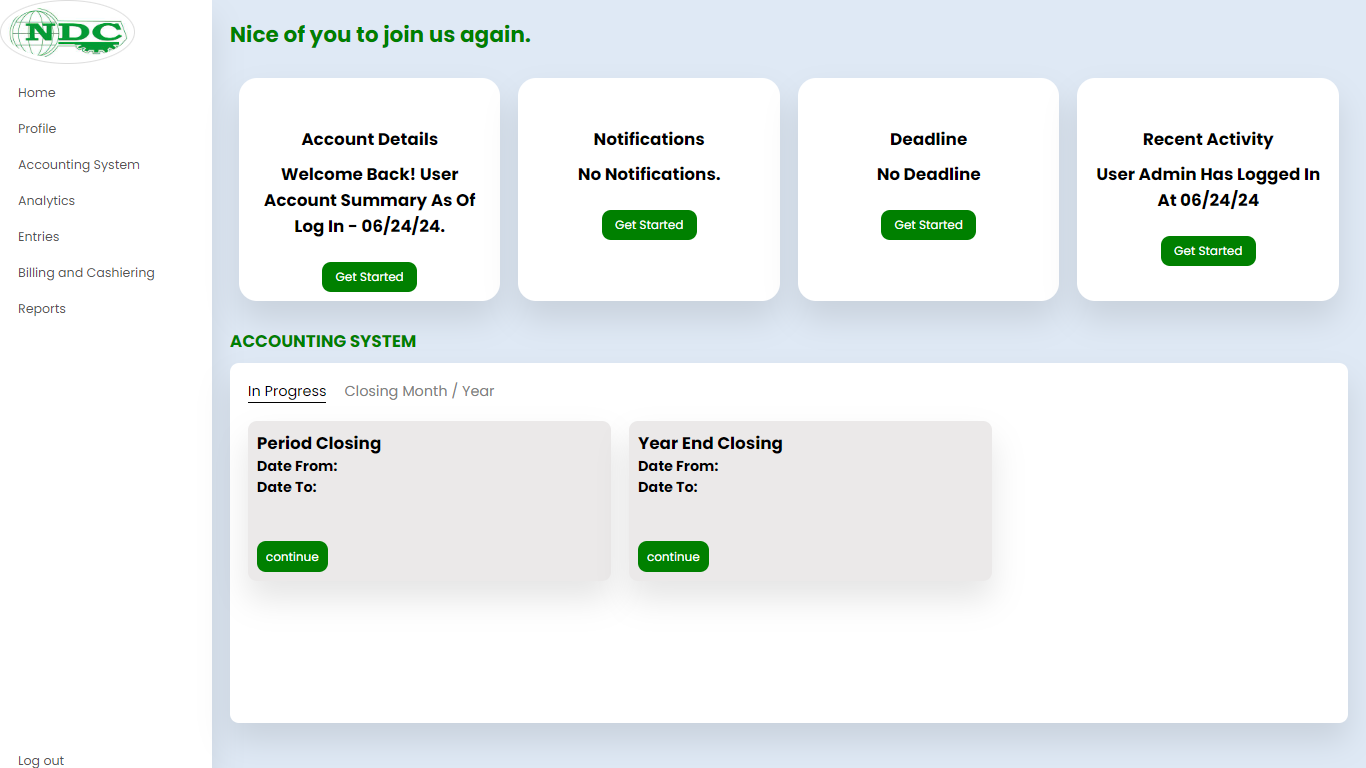 NDC
Home
Profile
Accounting System
Analytics
Entries
Billing and Cashiering
Reports
Log out
Nice of you to join us again.
Account Details
Welcome Back! User
Account Summary As Of
Log In - 06/24/24.
Get Started
Notifications
No Notifications.
Get Started
Deadline
No Deadline
Get Started
Recent Activity
User Admin Has Logged In
At 06/24/24
Get Started
ACCOUNTING SYSTEM
In Progress
Closing Month / Year
Period Closing
Date From:
Date To:
continue
Year End Closing
Date From:
Date To:
continue